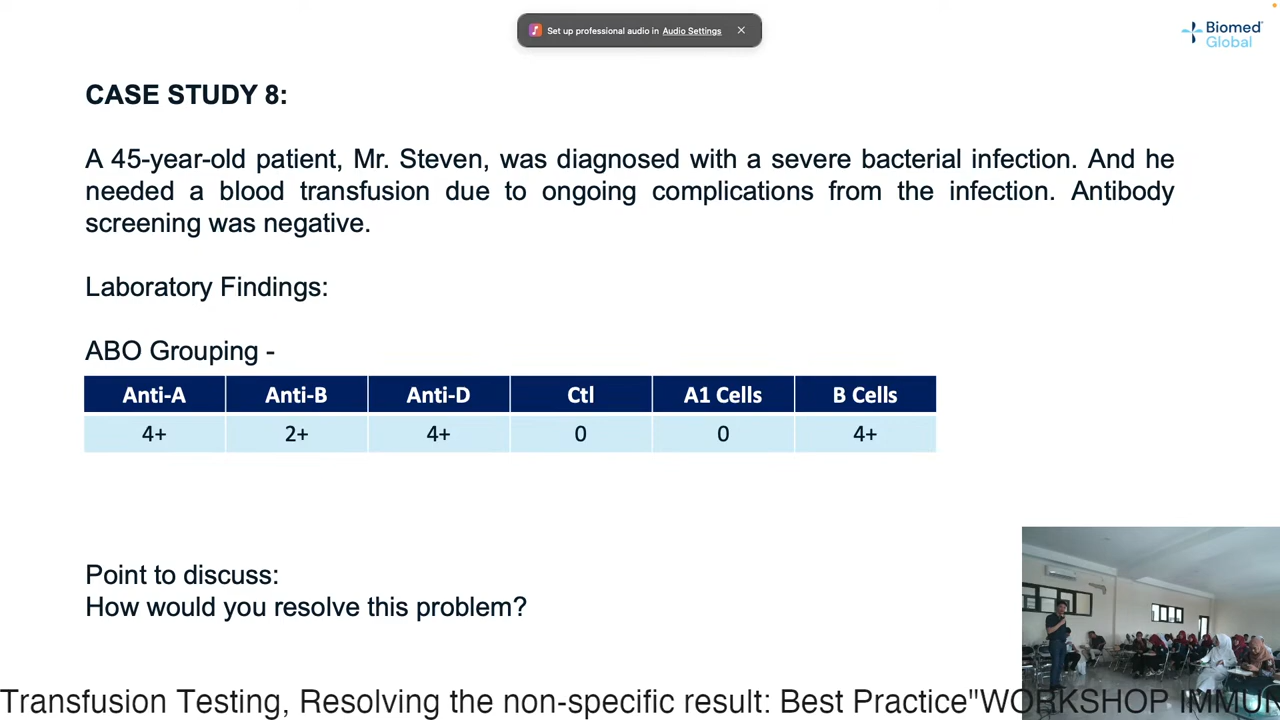 Set up professional audio in Audio Settings
Biomed
Global
CASE STUDY 8:
A 45-year-old patient, Mr. Steven, was diagnosed with a severe bacterial infection. And he
needed a blood transfusion due to ongoing complications from the infection. Antibody
screening was negative.
Laboratory Findings:
ABO Grouping -
Anti-A Anti-B Anti-D Ctl A1 Cells B Cells
4+ 2+ 4+ 0 0 4+
Point to discuss:
How would you resolve this problem?
Transfusion Testing, Resolving the non-specific result: Best Practice"WORKSHOP IMMU